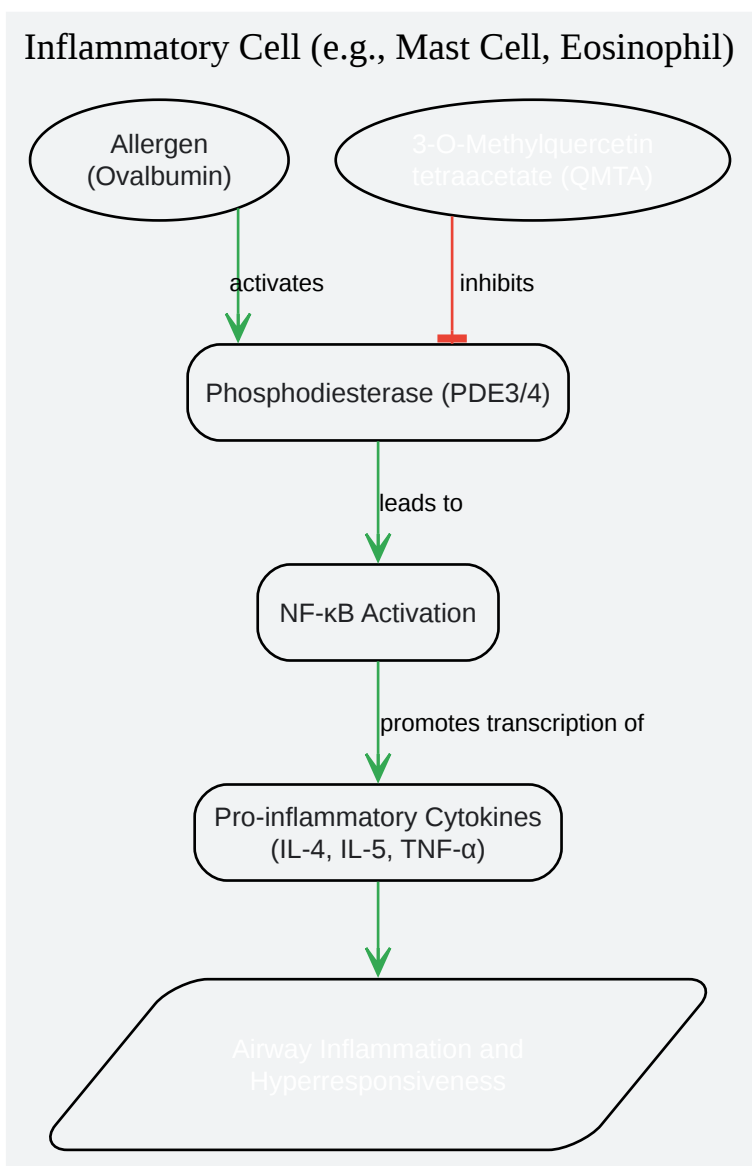 Inflammatory Cell (e.g., Mast Cell, Eosinophil)
Allergen
(Ovalbumin)
3-O-Methylquercetin
tetraacetate (QMTA)
activates
inhibits
Phosphodiesterase (PDE3/4)
leads to
NF-κB Activation
promotes transcription of
Pro-inflammatory Cytokines
(IL-4, IL-5, TNF-α)
Airway Inflammation and
Hyperresponsiveness